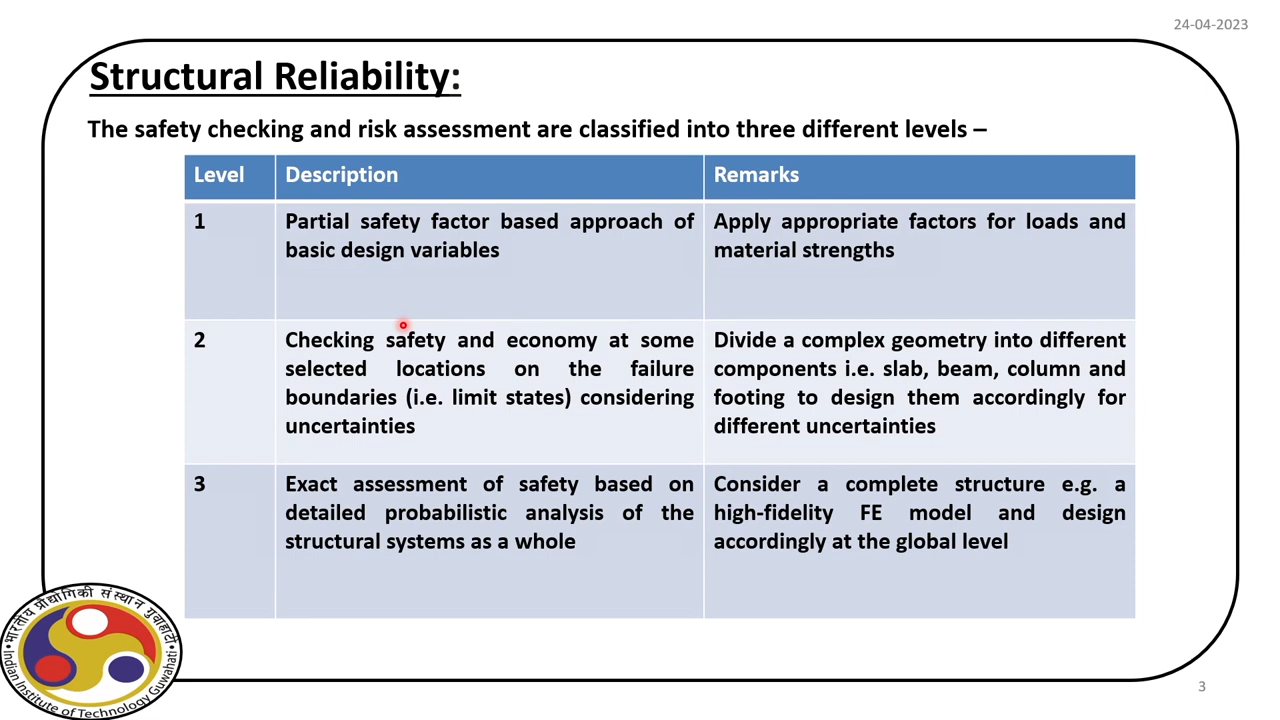 24-04-2023
Structural Reliability:
The safety checking and risk assessment are classified into three different levels –
Level Description Remarks
1 Partial safety factor based approach of Apply appropriate factors for loads and
basic design variables material strengths
2 Checking safety and economy at some Divide a complex geometry into different
selected locations on the failure components i.e. slab, beam, column and
boundaries (i.e. limit states) considering footing to design them accordingly for
uncertainties different uncertainties
3 Exact assessment of safety based on Consider a complete structure e.g. a
detailed probabilistic analysis of the high-fidelity FE model and design
structural systems as a whole accordingly at the global level
भारतीय प्रौद्योगिकी संस्थान गुवाहाटी
Indian Institute of Technology Guwahati
3